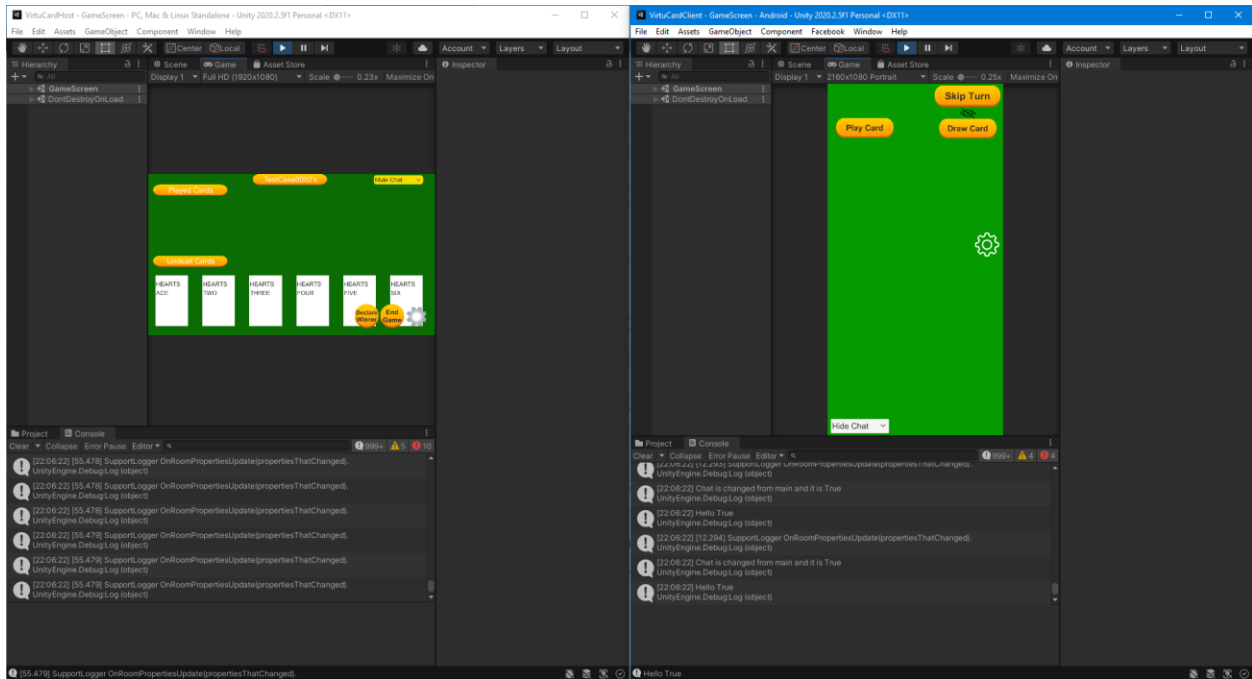 VirtuCardHost - GameScreen - PC, Mac & Linux Standalone - Unity 2020.2.5f1 Personal <DX11>
File Edit Assets GameObject Component Window Help
Center Local
Account Layers Layout
Hierarchy
Scene Game Asset Store
Inspector
All
Display 1 Full HD (1920x1080) Scale 0.23x Maximize On
GameScreen
DontDestroyOnLoad
TestCase0002's
Mute Chat
Played Cards
Undealt Cards
HEARTS HEARTS HEARTS HEARTS HEARTS HEARTS
ACE TWO THREE FOUR FIVE SIX
Declare Winner
End Game
Project Console
Clear Collapse Error Pause Editor
999+ 5 10
[22:06:22] [55.478] SupportLogger OnRoomPropertiesUpdate(propertiesThatChanged).
UnityEngine.Debug:Log (object)
[22:06:22] [55.478] SupportLogger OnRoomPropertiesUpdate(propertiesThatChanged).
UnityEngine.Debug:Log (object)
[22:06:22] [55.478] SupportLogger OnRoomPropertiesUpdate(propertiesThatChanged).
UnityEngine.Debug:Log (object)
[22:06:22] [55.479] SupportLogger OnRoomPropertiesUpdate(propertiesThatChanged).
UnityEngine.Debug:Log (object)
[22:06:22] [55.479] SupportLogger OnRoomPropertiesUpdate(propertiesThatChanged).
UnityEngine.Debug:Log (object)
[22:06:22] [55.479] SupportLogger OnRoomPropertiesUpdate(propertiesThatChanged).
UnityEngine.Debug:Log (object)
[55.479] SupportLogger OnRoomPropertiesUpdate(propertiesThatChanged).
VirtuCardClient - GameScreen - Android - Unity 2020.2.5f1 Personal <DX11>
File Edit Assets GameObject Component Facebook Window Help
Center Local
Account Layers Layout
Hierarchy
Scene Game Asset Store
Inspector
All
Display 1 2160x1080 Portrait Scale 0.25x Maximize On
GameScreen
DontDestroyOnLoad
Skip Turn
Play Card
Draw Card
Hide Chat
Project Console
Clear Collapse Error Pause Editor
999+ 4 4
[22:06:22] [12.293] SupportLogger OnRoomPropertiesUpdate(propertiesThatChanged).
UnityEngine.Debug:Log (object)
[22:06:22] Chat is changed from main and it is True
UnityEngine.Debug:Log (object)
[22:06:22] Hello True
UnityEngine.Debug:Log (object)
[22:06:22] [12.294] SupportLogger OnRoomPropertiesUpdate(propertiesThatChanged).
UnityEngine.Debug:Log (object)
[22:06:22] Chat is changed from main and it is True
UnityEngine.Debug:Log (object)
[22:06:22] Hello True
UnityEngine.Debug:Log (object)
Hello True